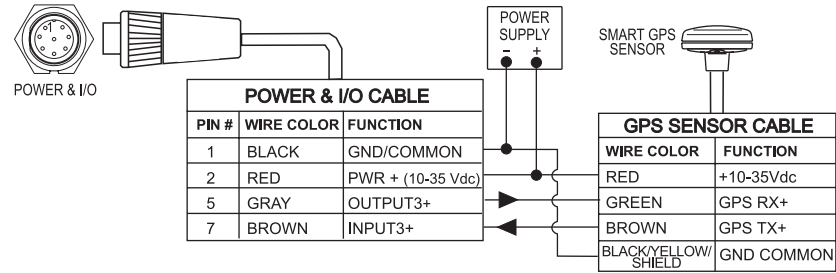 POWER & I/O
1
POWER
SUPPLY
- +
SMART GPS
SENSOR
POWER & I/O CABLE
PIN # WIRE COLOR FUNCTION
1 BLACK GND/COMMON
2 RED PWR + (10-35 Vdc)
5 GRAY OUTPUT3+
7 BROWN INPUT3+
GPS SENSOR CABLE
WIRE COLOR FUNCTION
RED +10-35Vdc
GREEN GPS RX+
BROWN GPS TX+
BLACK/YELLOW/
SHIELD GND COMMON